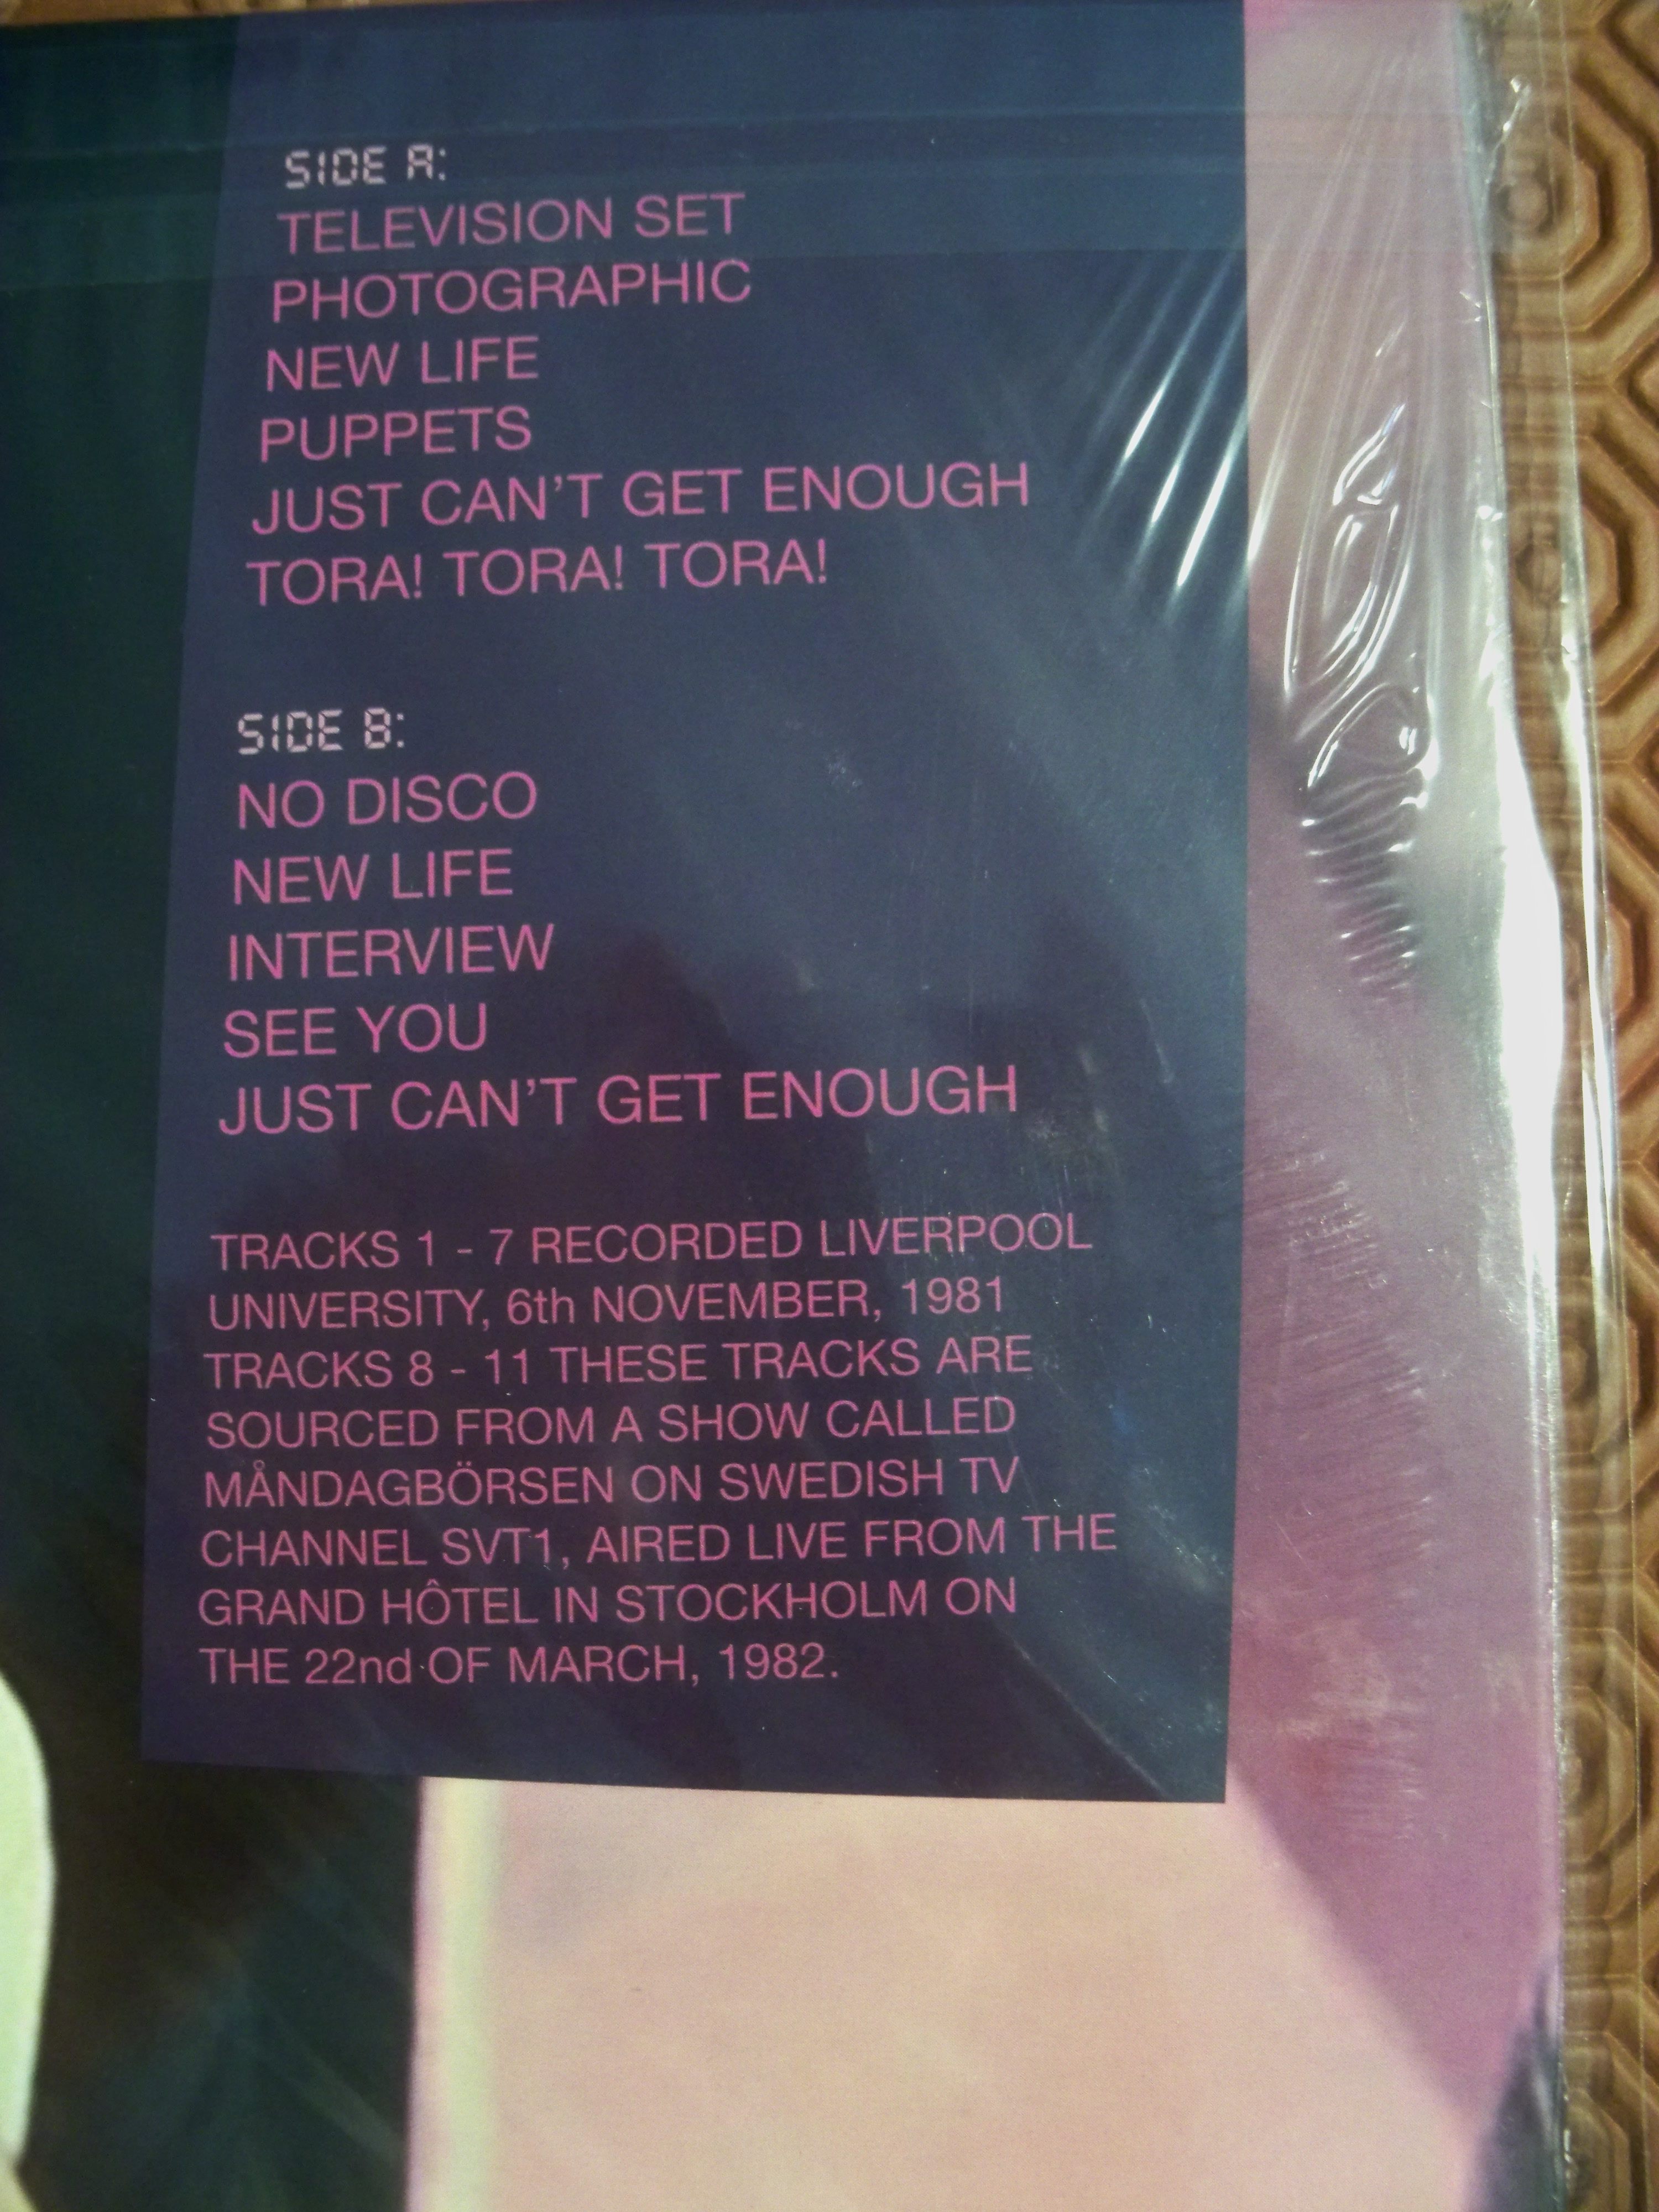 SIDE A:
TELEVISION SET
PHOTOGRAPHIC
NEW LIFE
PUPPETS
JUST CAN'T GET ENOUGH
TORA! TORA! TORA!
SIDE B:
NO DISCO
NEW LIFE
INTERVIEW
SEE YOU
JUST CAN'T GET ENOUGH
TRACKS 1 - 7 RECORDED LIVERPOOL
UNIVERSITY, 6th NOVEMBER, 1981
TRACKS 8 - 11 THESE TRACKS ARE
SOURCED FROM A SHOW CALLED
MÅNDAGBÖRSEN ON SWEDISH TV
CHANNEL SVT1, AIRED LIVE FROM THE
GRAND HÔTEL IN STOCKHOLM ON
THE 22nd OF MARCH, 1982.